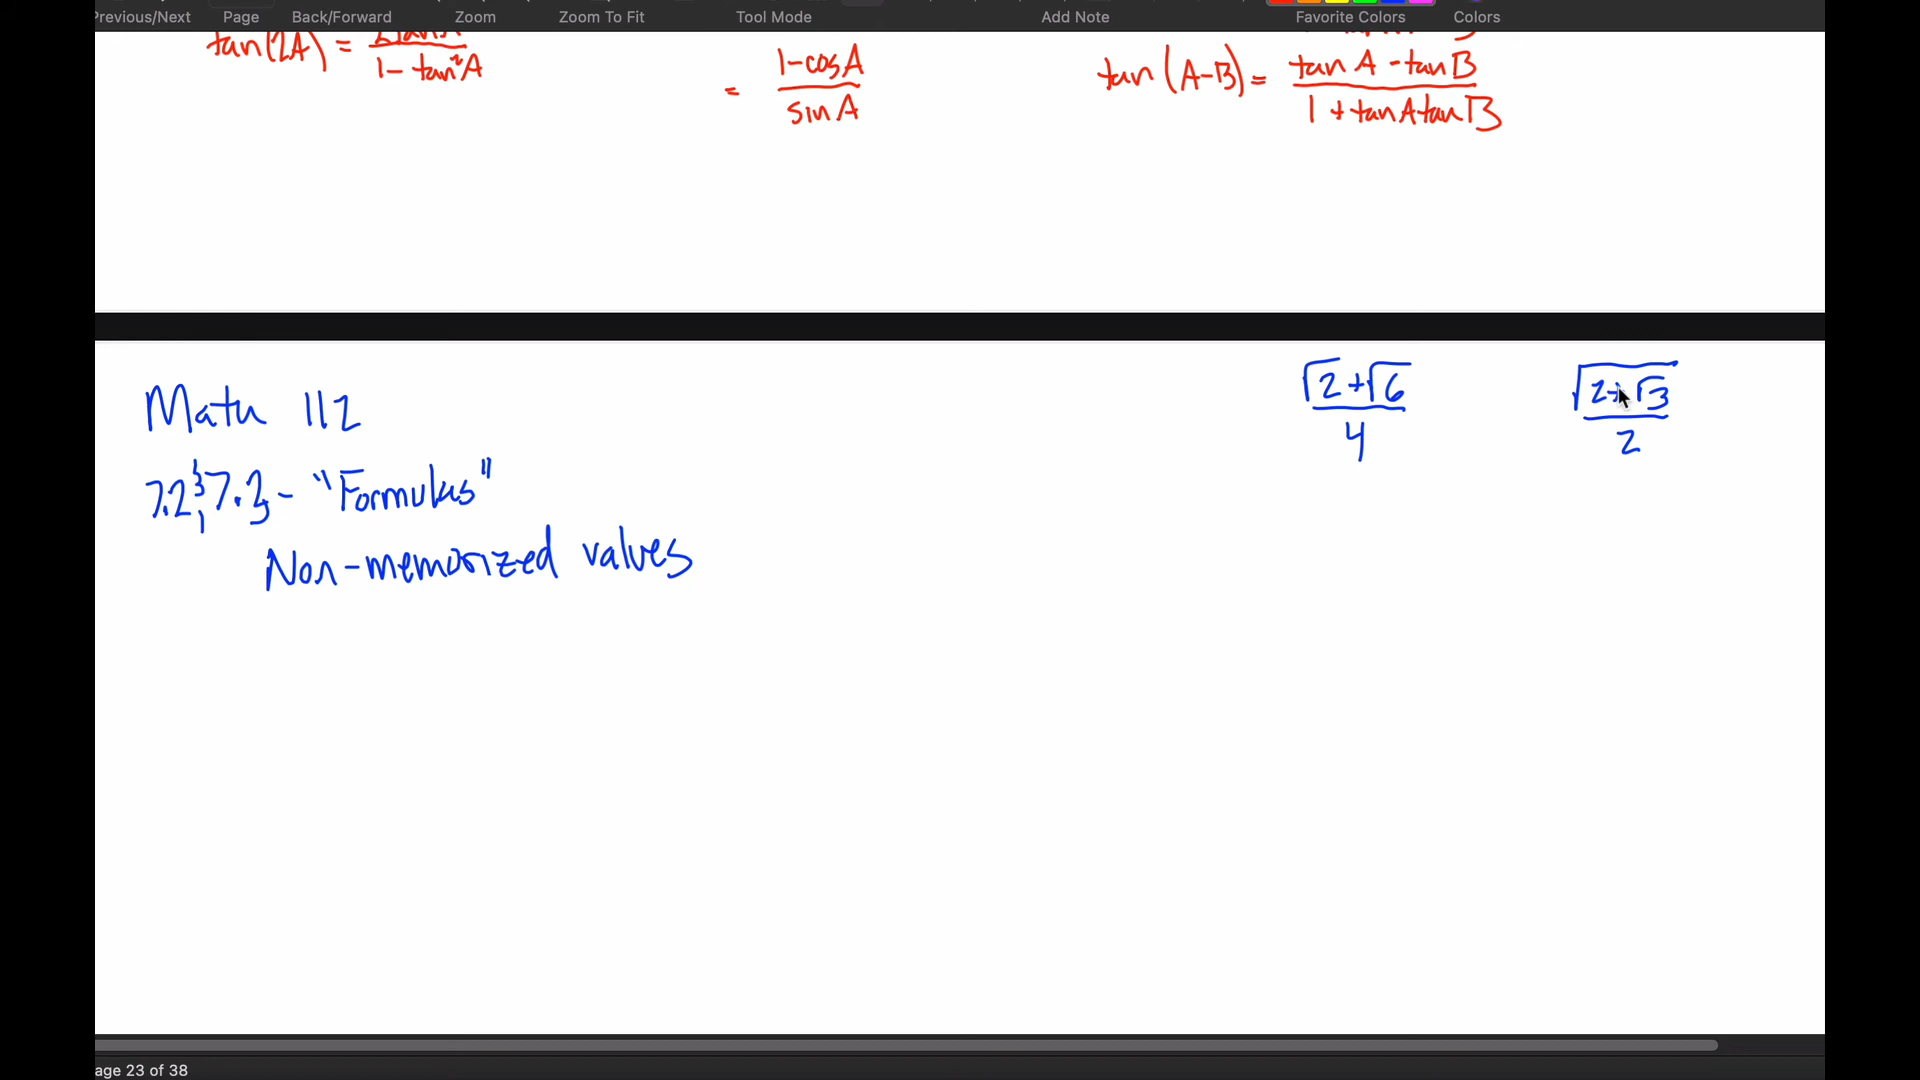 Previous/Next Page Back/Forward Zoom Zoom To Fit Tool Mode Add Note Favorite Colors Colors
tan(2A) = 2tanA / 1 - tan²A
= 1-cosA / sinA
tan(A-B) = tanA - tanB / 1 + tanAtanB
√2+√6 / 4
√(2+√3) / 2
Math 112
7.2 & 7.3 - "Formulas"
Non-memorized values
age 23 of 38